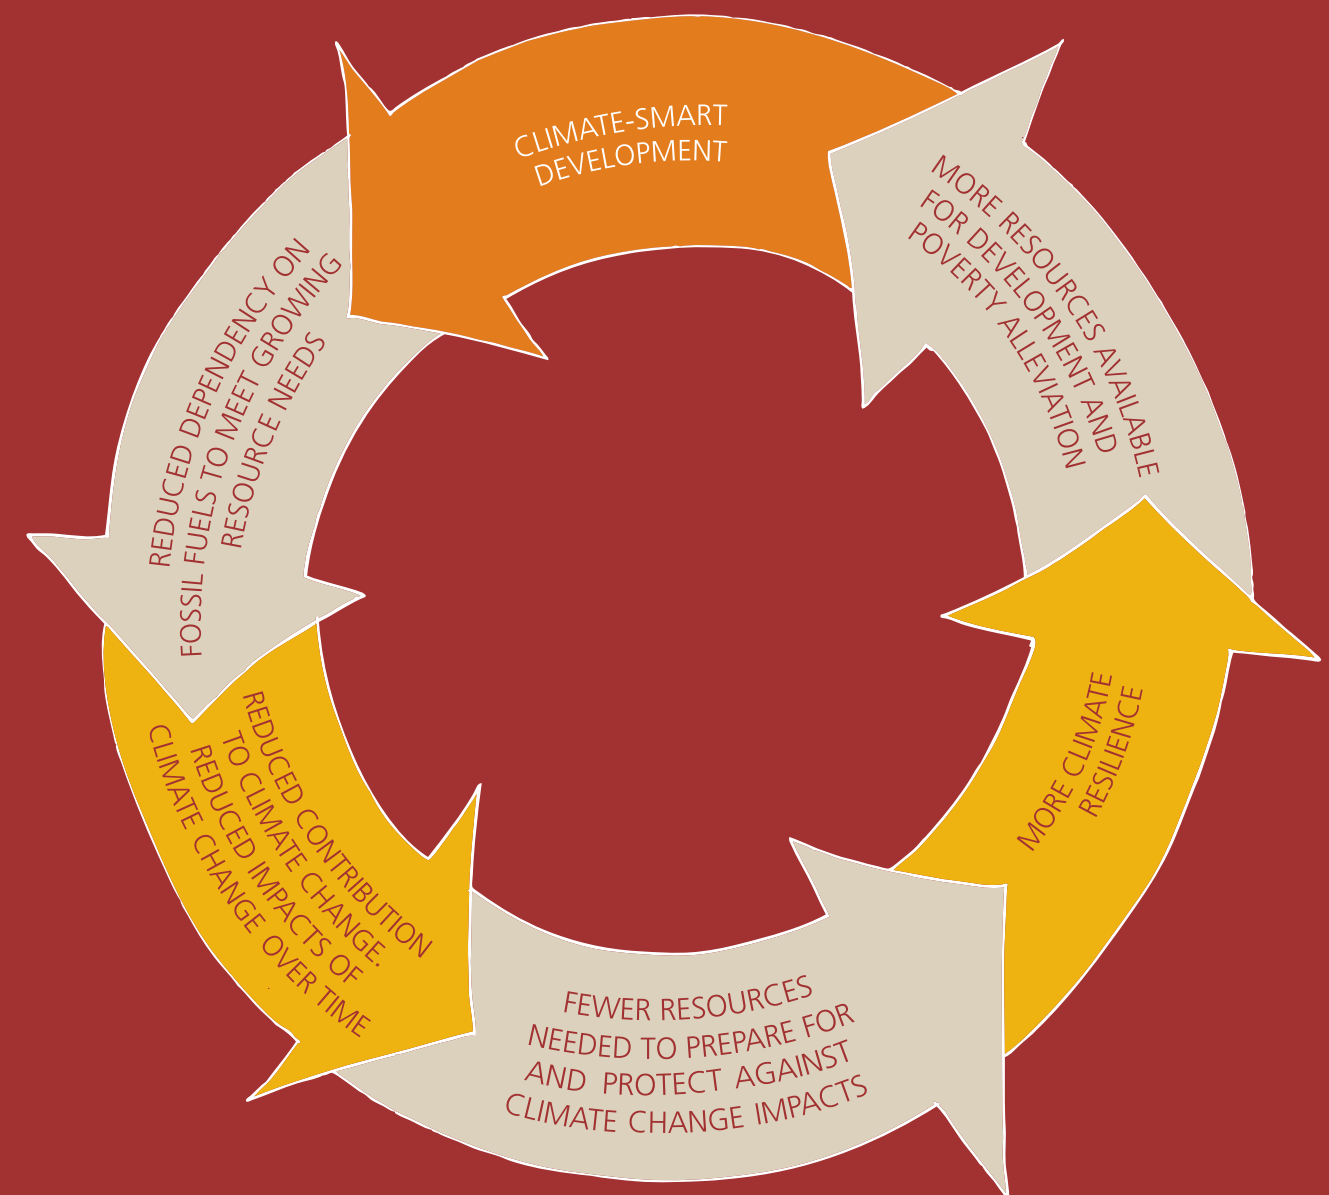 CLIMATE-SMART
DEVELOPMENT
REDUCED DEPENDENCY ON
FOSSIL FUELS TO MEET GROWING
RESOURCE NEEDS
REDUCED CONTRIBUTION
TO CLIMATE CHANGE.
REDUCED IMPACTS OF
CLIMATE CHANGE OVER TIME
FEWER RESOURCES
NEEDED TO PREPARE FOR
AND PROTECT AGAINST
CLIMATE CHANGE IMPACTS
MORE CLIMATE
RESILIENCE
MORE RESOURCES AVAILABLE
FOR DEVELOPMENT AND
POVERTY ALLEVIATION